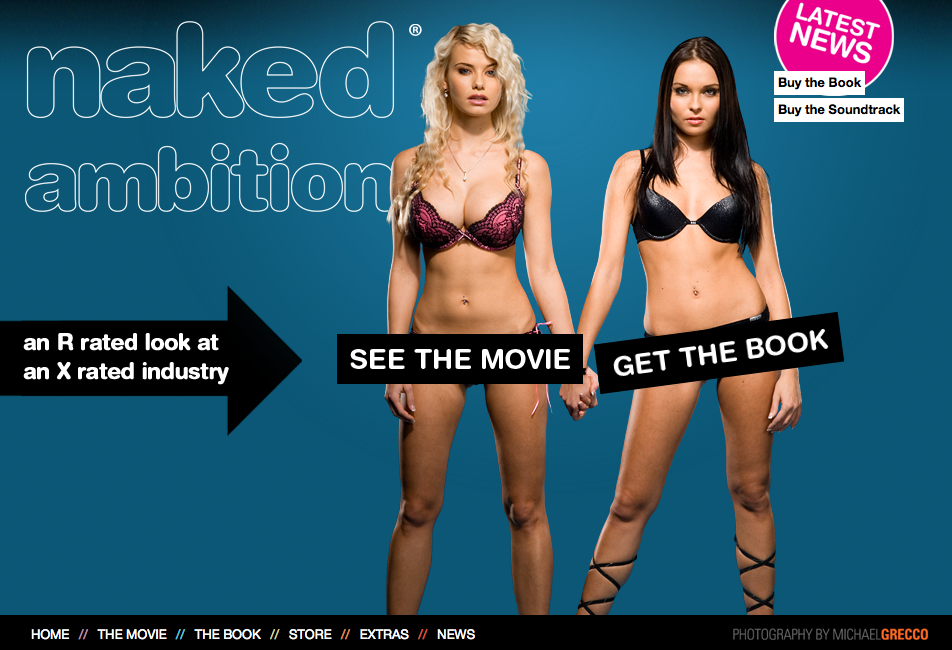 naked®
ambition
LATEST
NEWS
Buy the Book
Buy the Soundtrack
an R rated look at
an X rated industry
SEE THE MOVIE
GET THE BOOK
HOME // THE MOVIE // THE BOOK // STORE // EXTRAS // NEWS
PHOTOGRAPHY BY MICHAELGRECCO